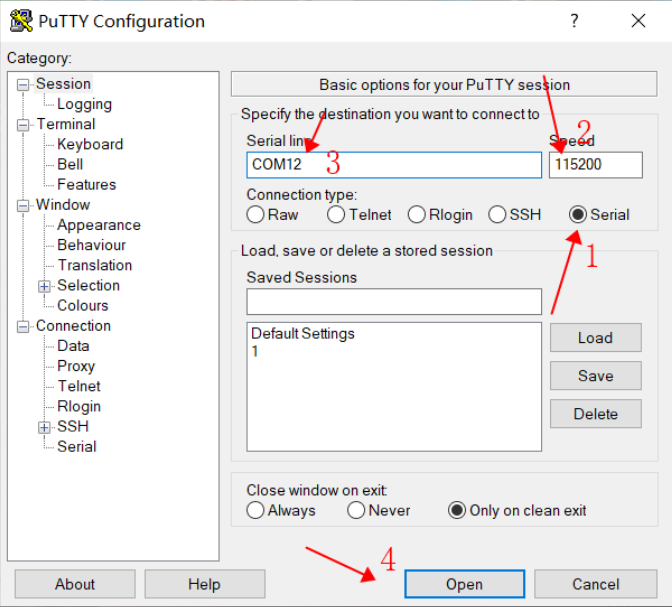 PuTTY Configuration
?
Category:
Session
Logging
Terminal
Keyboard
Bell
Features
Window
Appearance
Behaviour
Translation
Selection
Colours
Connection
Data
Proxy
Telnet
Rlogin
SSH
Serial
Basic options for your PuTTY session
Specify the destination you want to connect to
Serial line Speed
2
COM12 3 115200
Connection type:
Raw Telnet Rlogin SSH Serial
1
Load, save or delete a stored session
Saved Sessions
Default Settings
1
Load
Save
Delete
Close window on exit:
Always Never Only on clean exit
4
About Help Open Cancel